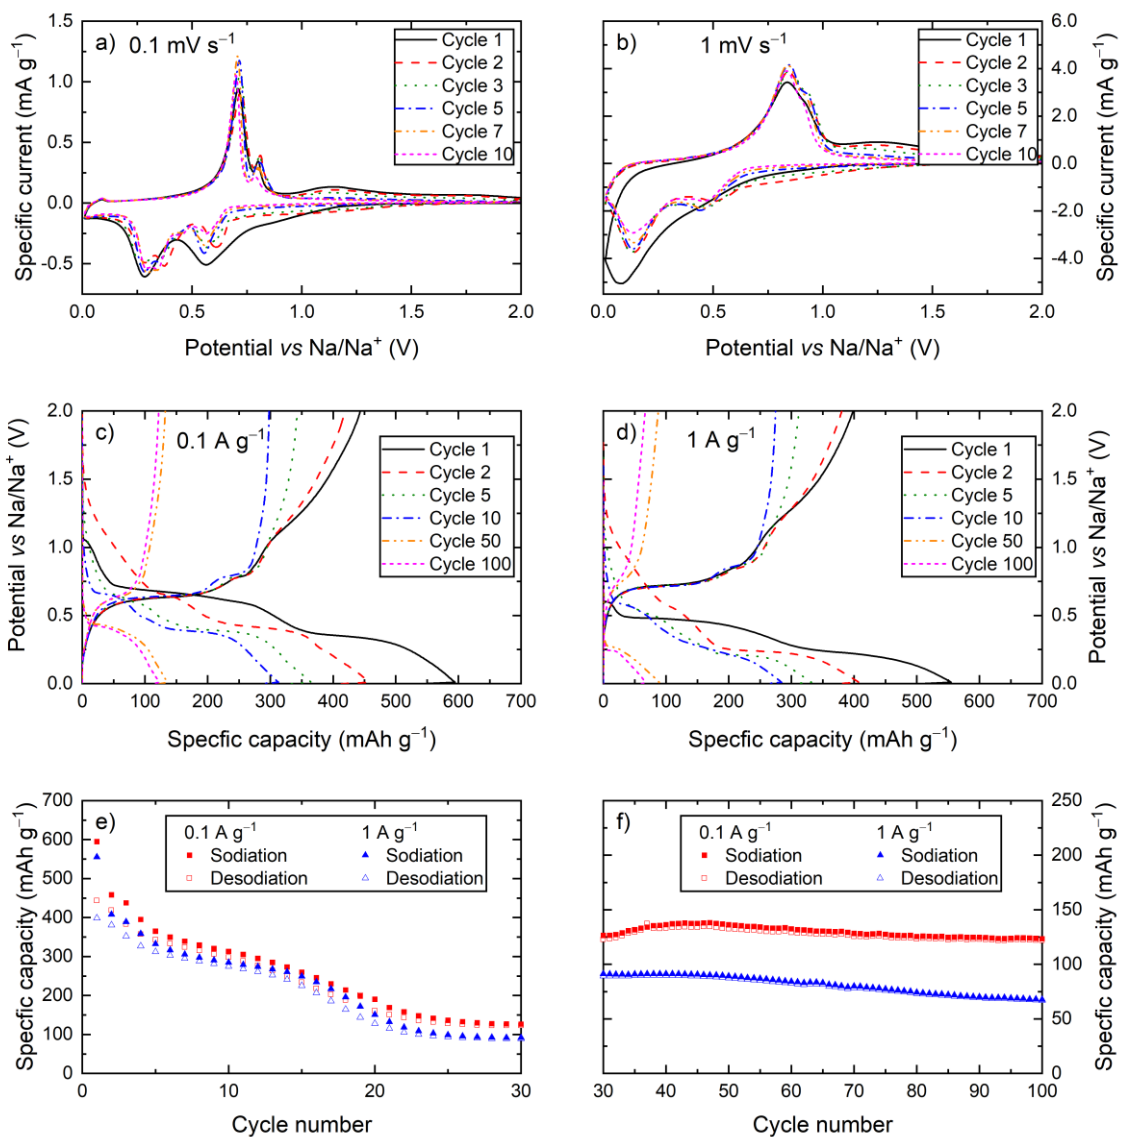 a) 0.1 mV s⁻¹
Cycle 1
Cycle 2
Cycle 3
Cycle 5
Cycle 7
Cycle 10
1.5
1.0
0.5
0.0
-0.5
Specific current (mA g⁻¹)
0.0 0.5 1.0 1.5 2.0
Potential vs Na/Na⁺ (V)
b) 1 mV s⁻¹
Cycle 1
Cycle 2
Cycle 3
Cycle 5
Cycle 7
Cycle 10
6.0
4.0
2.0
0.0
-2.0
-4.0
Specific current (mA g⁻¹)
0.0 0.5 1.0 1.5 2.0
Potential vs Na/Na⁺ (V)
c) 0.1 A g⁻¹
Cycle 1
Cycle 2
Cycle 5
Cycle 10
Cycle 50
Cycle 100
2.0
1.5
1.0
0.5
0.0
Potential vs Na/Na⁺ (V)
0 100 200 300 400 500 600 700
Specfic capacity (mAh g⁻¹)
d) 1 A g⁻¹
Cycle 1
Cycle 2
Cycle 5
Cycle 10
Cycle 50
Cycle 100
2.0
1.5
1.0
0.5
0.0
Potential vs Na/Na⁺ (V)
0 100 200 300 400 500 600 700
Specfic capacity (mAh g⁻¹)
e)
0.1 A g⁻¹ 1 A g⁻¹
Sodiation Sodiation
Desodiation Desodiation
700
600
500
400
300
200
100
0
Specfic capacity (mAh g⁻¹)
0 10 20 30
Cycle number
f)
0.1 A g⁻¹ 1 A g⁻¹
Sodiation Sodiation
Desodiation Desodiation
250
200
150
100
50
0
Specfic capacity (mAh g⁻¹)
30 40 50 60 70 80 90 100
Cycle number